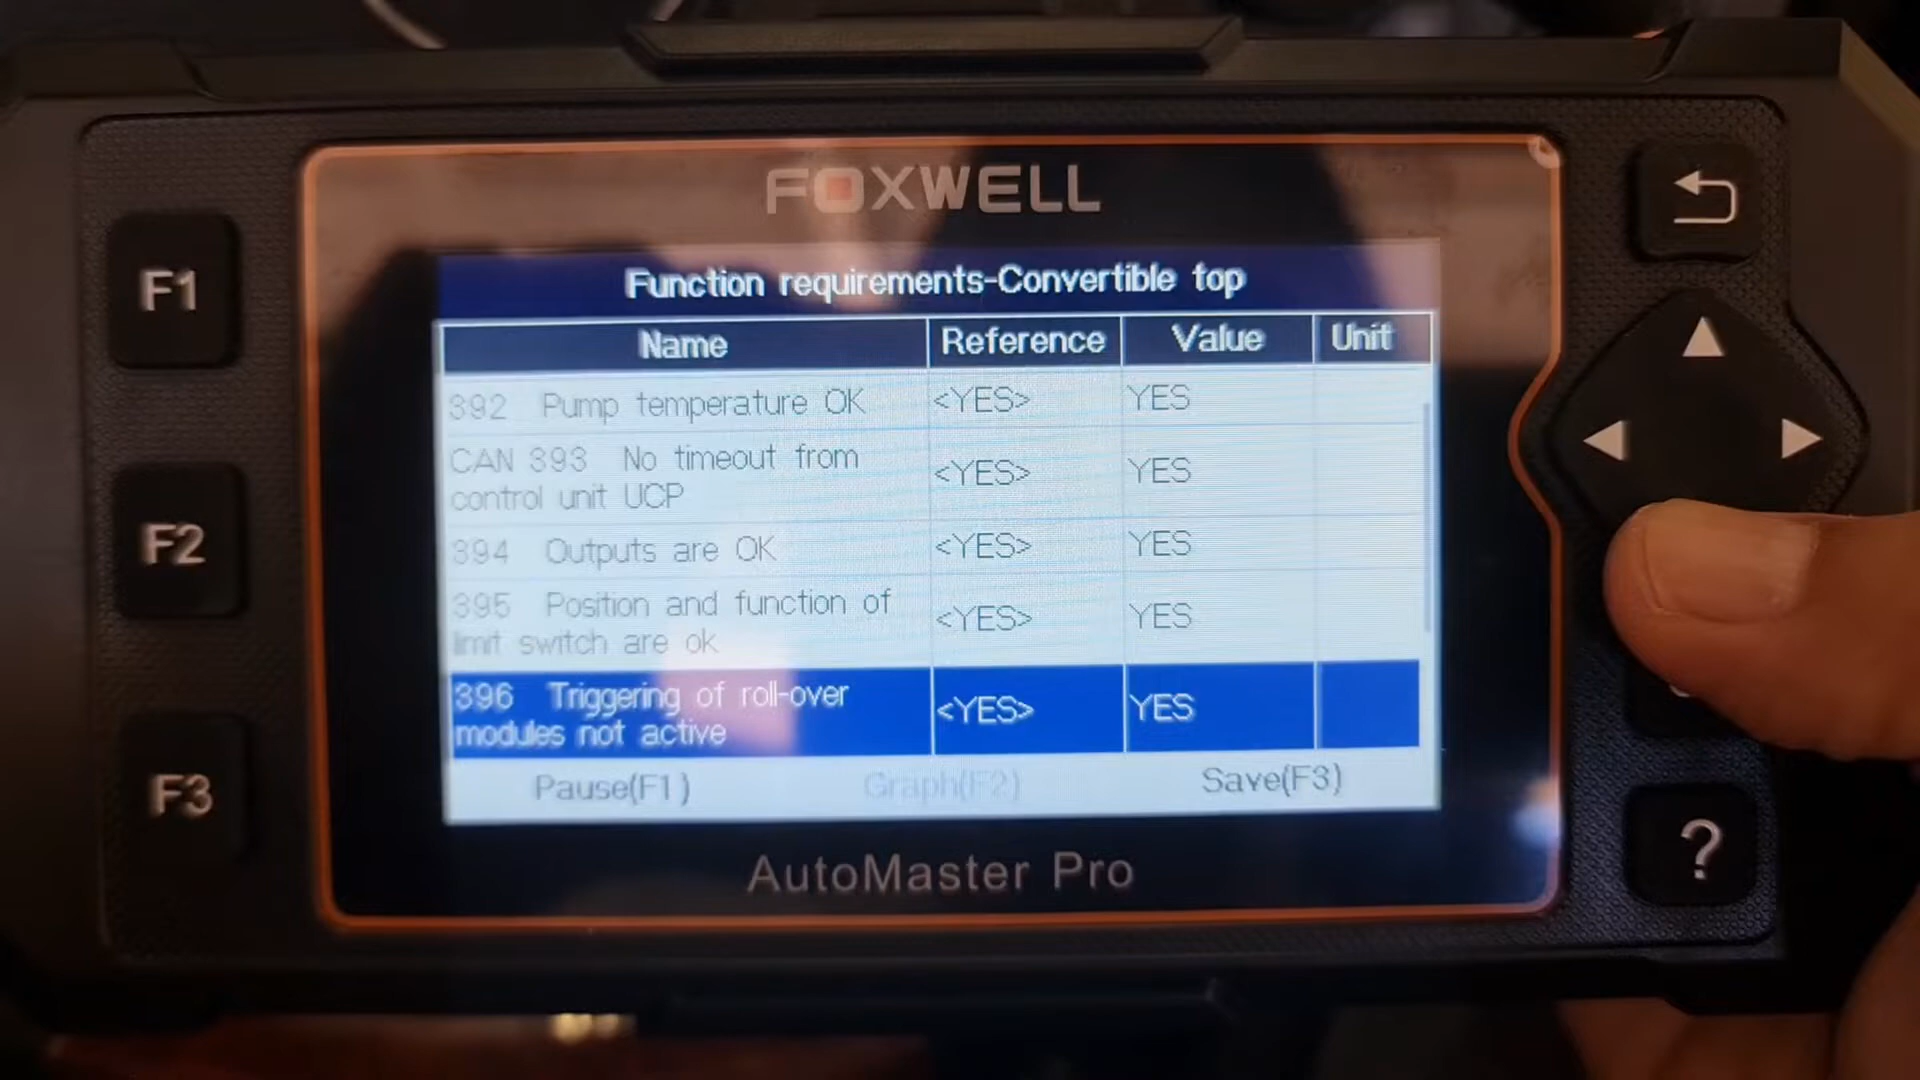 FOXWELL
Function requirements-Convertible top
Name Reference Value Unit
392 Pump temperature OK <YES> YES
CAN 393 No timeout from
control unit UCP <YES> YES
394 Outputs are OK <YES> YES
395 Position and function of
limit switch are ok <YES> YES
396 Triggering of roll-over
modules not active <YES> YES
Pause(F1) Graph(F2) Save(F3)
AutoMaster Pro
F1
F2
F3
?